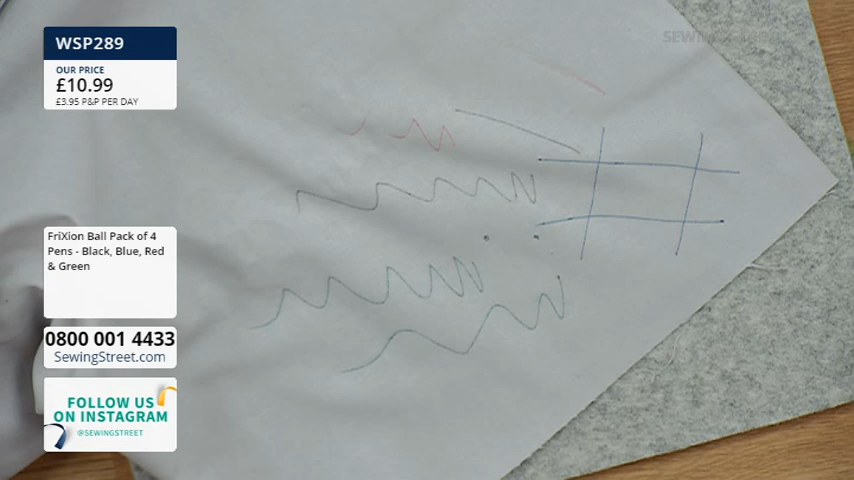 WSP289
OUR PRICE
£10.99
£3.95 P&P PER DAY
FriXion Ball Pack of 4
Pens - Black, Blue, Red
& Green
0800 001 4433
SewingStreet.com
FOLLOW US
ON INSTAGRAM
@SEWINGSTREET